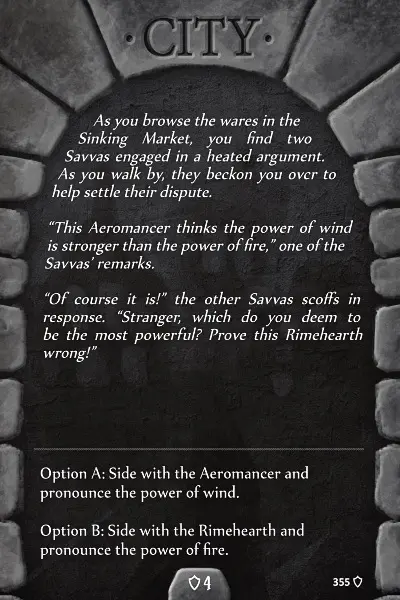 CITY
As you browse the wares in the
Sinking Market, you find two
Savvas engaged in a heated argument.
As you walk by, they beckon you over to
help settle their dispute.
“This Aeromancer thinks the power of wind
is stronger than the power of fire,” one of the
Savvas’ remarks.
“Of course it is!” the other Savvas scoffs in
response. “Stranger, which do you deem to
be the most powerful? Prove this Rimehearth
wrong!”
Option A: Side with the Aeromancer and
pronounce the power of wind.
Option B: Side with the Rimehearth and
pronounce the power of fire.
4
355